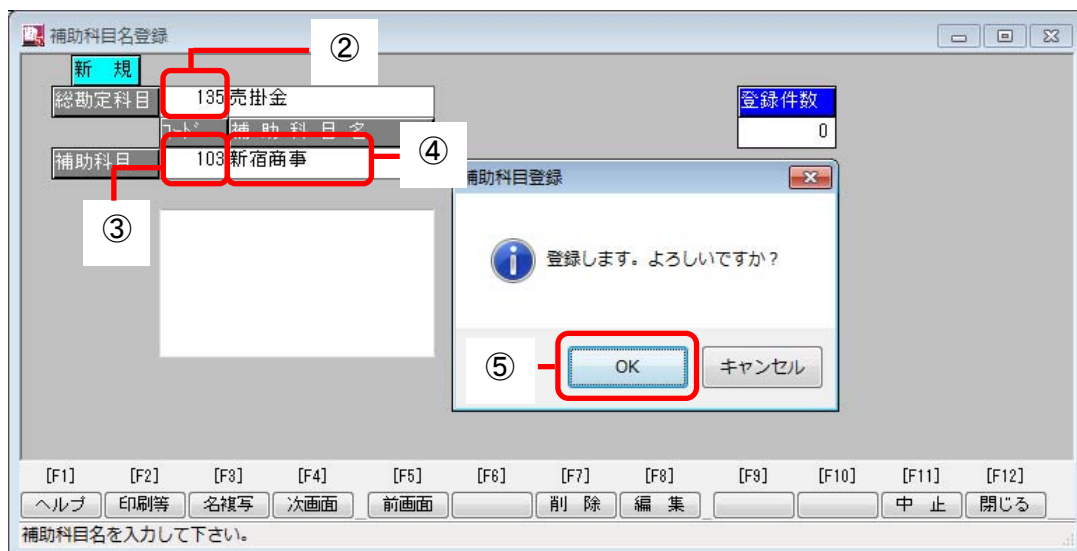 補助科目名登録
②
新 規
総勘定科目 135 売掛金 登録件数
コード 補 助 科 目 名 0
④
補助科目 103 新宿商事
補助科目登録
③
登録します。よろしいですか？
⑤ OK キャンセル
[F1] [F2] [F3] [F4] [F5] [F6] [F7] [F8] [F9] [F10] [F11] [F12]
ヘルプ 印刷等 名複写 次画面 前画面 削 除 編 集 中 止 閉じる
補助科目名を入力して下さい。